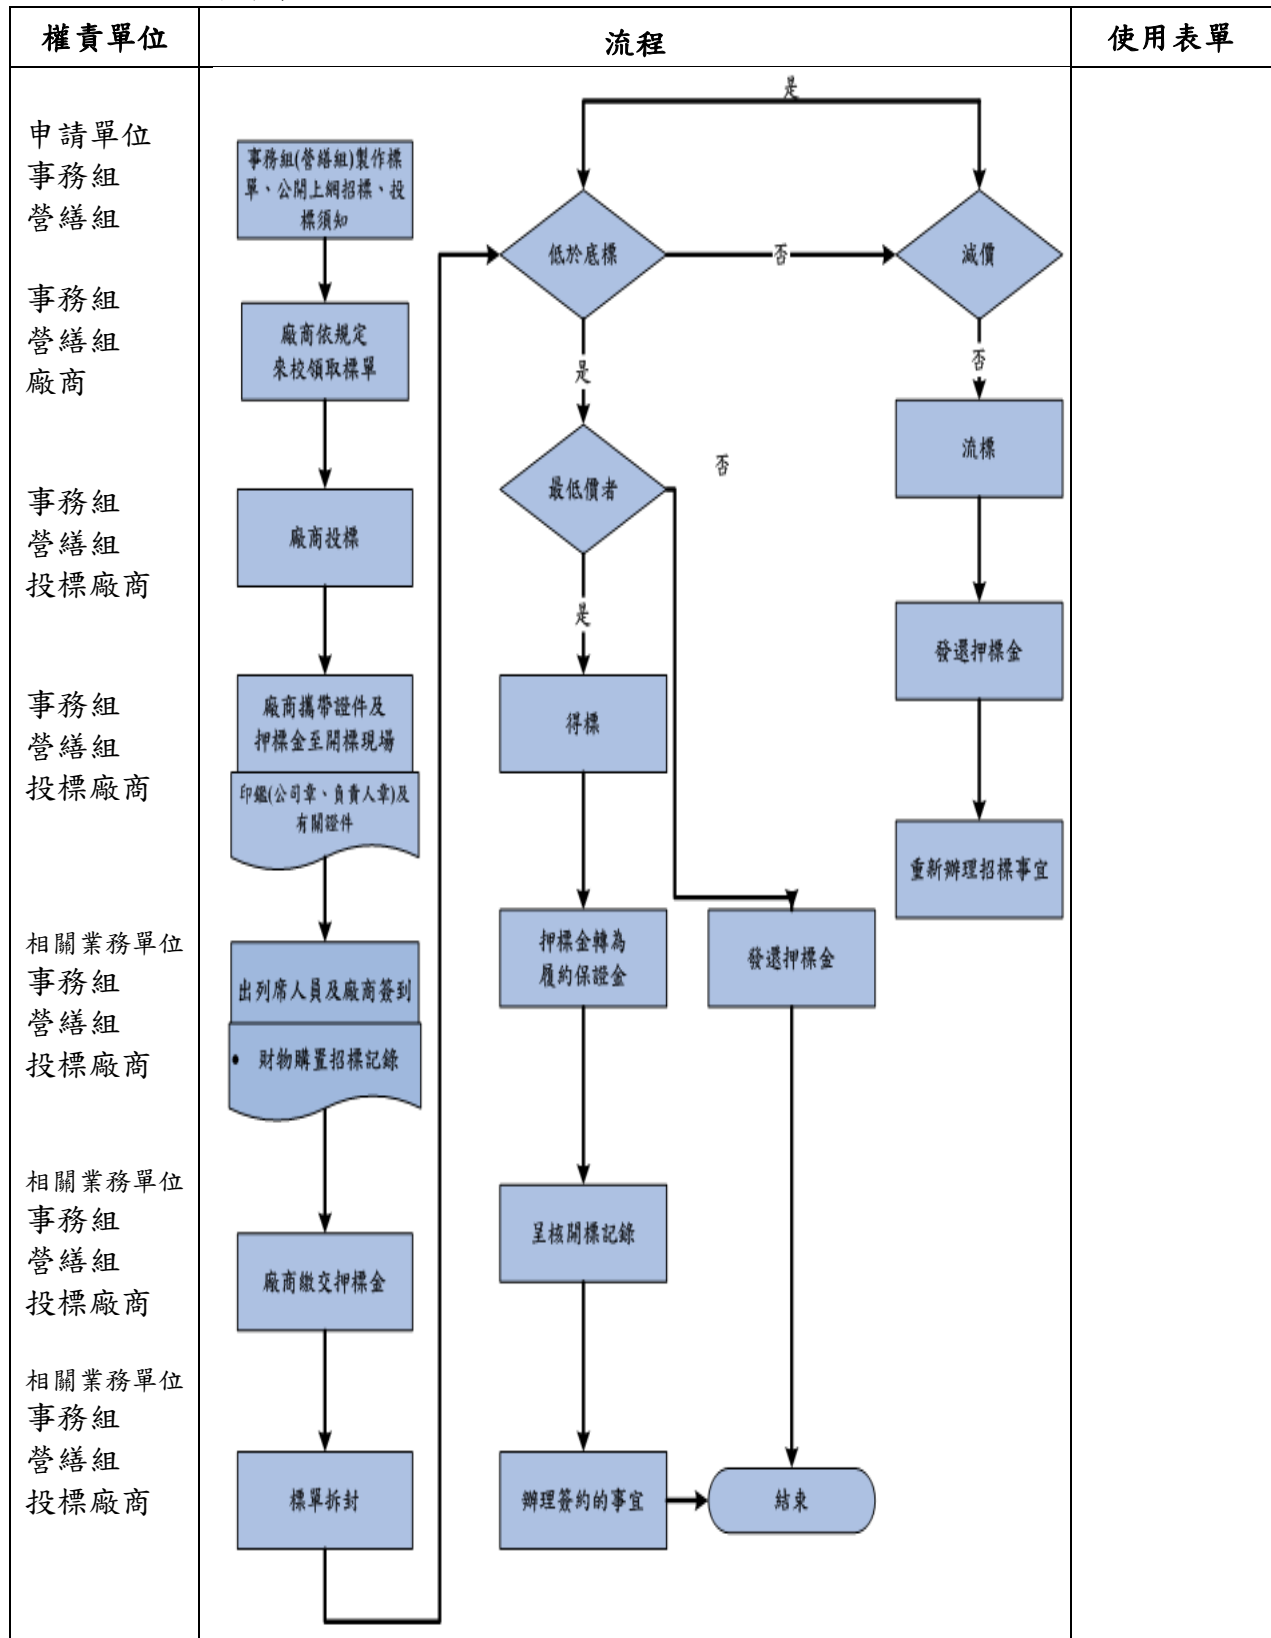 權責單位
流程
使用表單
申請單位
事務組
營繕組
事務組
營繕組
廠商
事務組
營繕組
投標廠商
事務組
營繕組
投標廠商
相關業務單位
事務組
營繕組
投標廠商
相關業務單位
事務組
營繕組
投標廠商
相關業務單位
事務組
營繕組
投標廠商
事務組(營繕組)製作標
單、公開上網招標、投
標須知
廠商依規定
來校領取標單
廠商投標
廠商攜帶證件及
押標金至開標現場
印鑑(公司章、負責人章)及
有關證件
出列席人員及廠商簽到
• 財物購置招標記錄
廠商繳交押標金
標單拆封
是
低於底標
否
減價
是
否
最低價者
否
流標
是
得標
發還押標金
重新辦理招標事宜
押標金轉為
履約保證金
發還押標金
呈核開標記錄
辦理簽約的事宜
結束